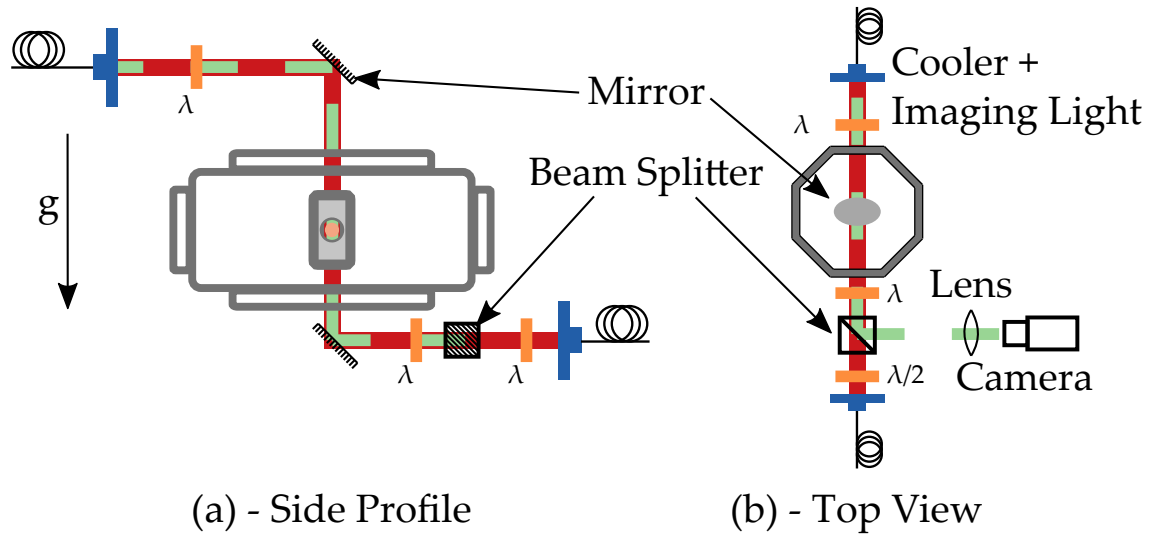 Cooler +
Imaging Light
Mirror
λ
λ
Beam Splitter
g
λ
Lens
λ
λ
λ/2
Camera
(a) - Side Profile
(b) - Top View